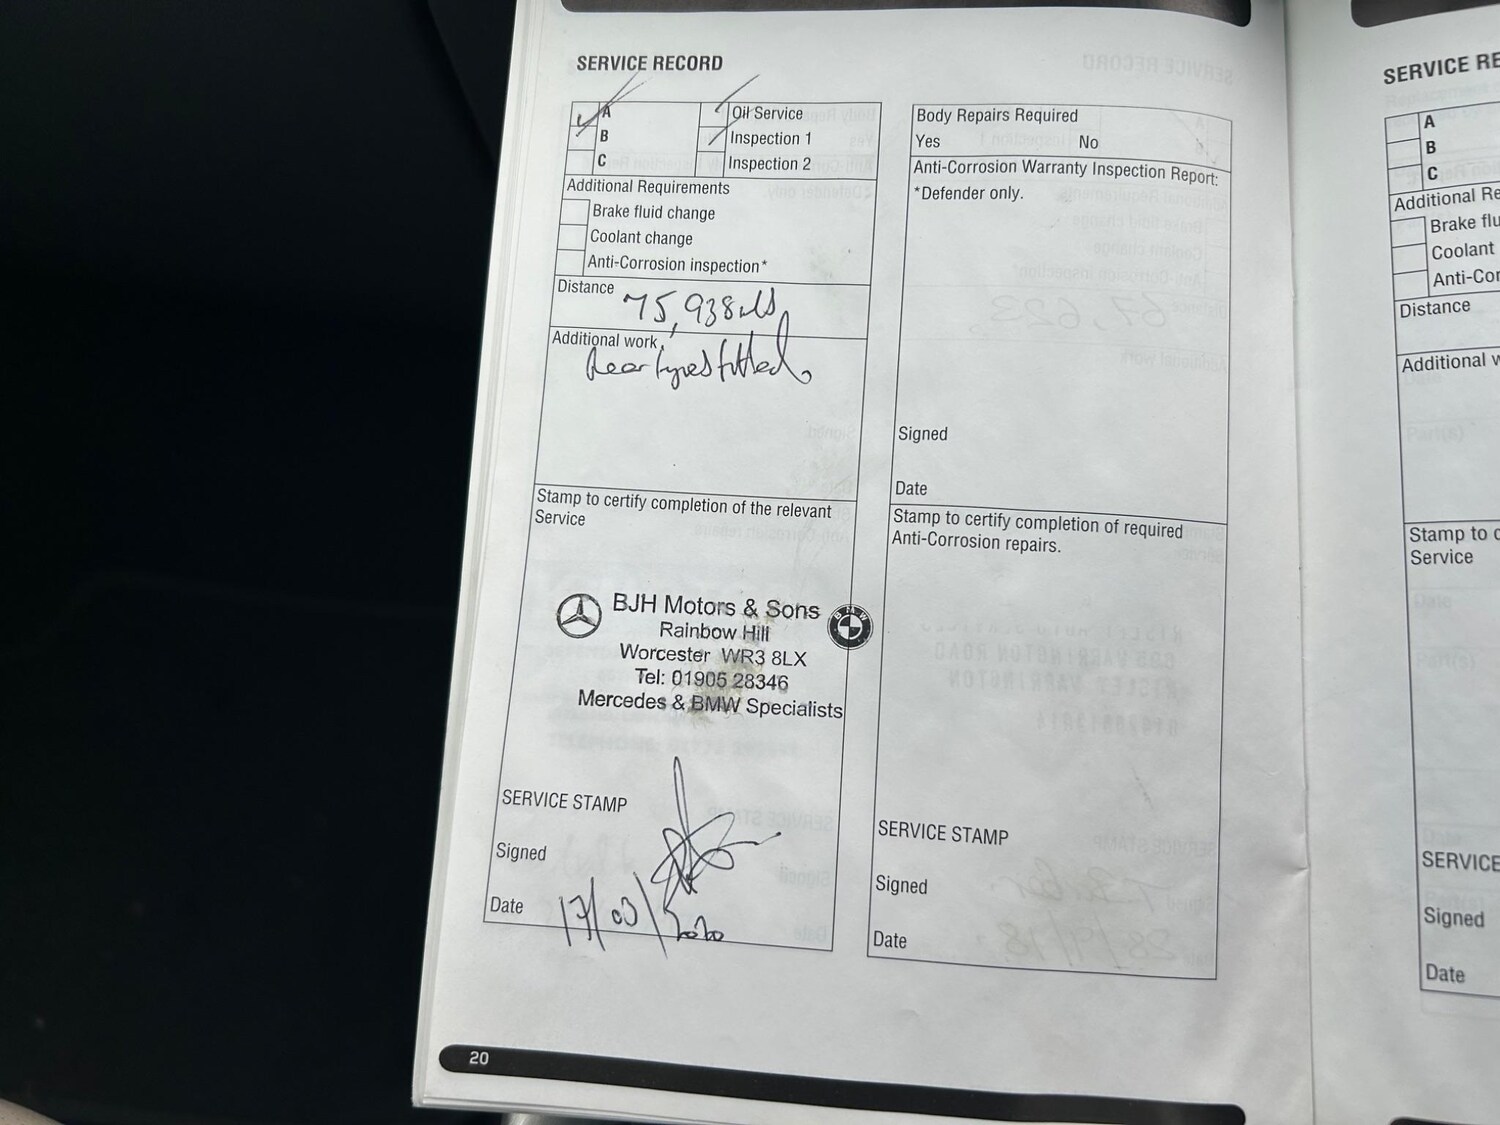 SERVICE RECORD
A
B
C
Oil Service
Inspection 1
Inspection 2
Additional Requirements
Brake fluid change
Coolant change
Anti-Corrosion inspection*
Distance
75,938 mls
Additional work
Rear tyres fitted
Stamp to certify completion of the relevant
Service
BJH Motors & Sons
Rainbow Hill
Worcester WR3 8LX
Tel: 01905 28346
Mercedes & BMW Specialists
BMW
SERVICE STAMP
Signed
Date 17/03/2020
20
Body Repairs Required
Yes No
Anti-Corrosion Warranty Inspection Report:
*Defender only.
Signed
Date
Stamp to certify completion of required
Anti-Corrosion repairs.
SERVICE STAMP
Signed
Date
SERVICE RE
A
B
C
Additional Re
Brake flu
Coolant
Anti-Cor
Distance
Additional w
Stamp to c
Service
SERVICE
Signed
Date